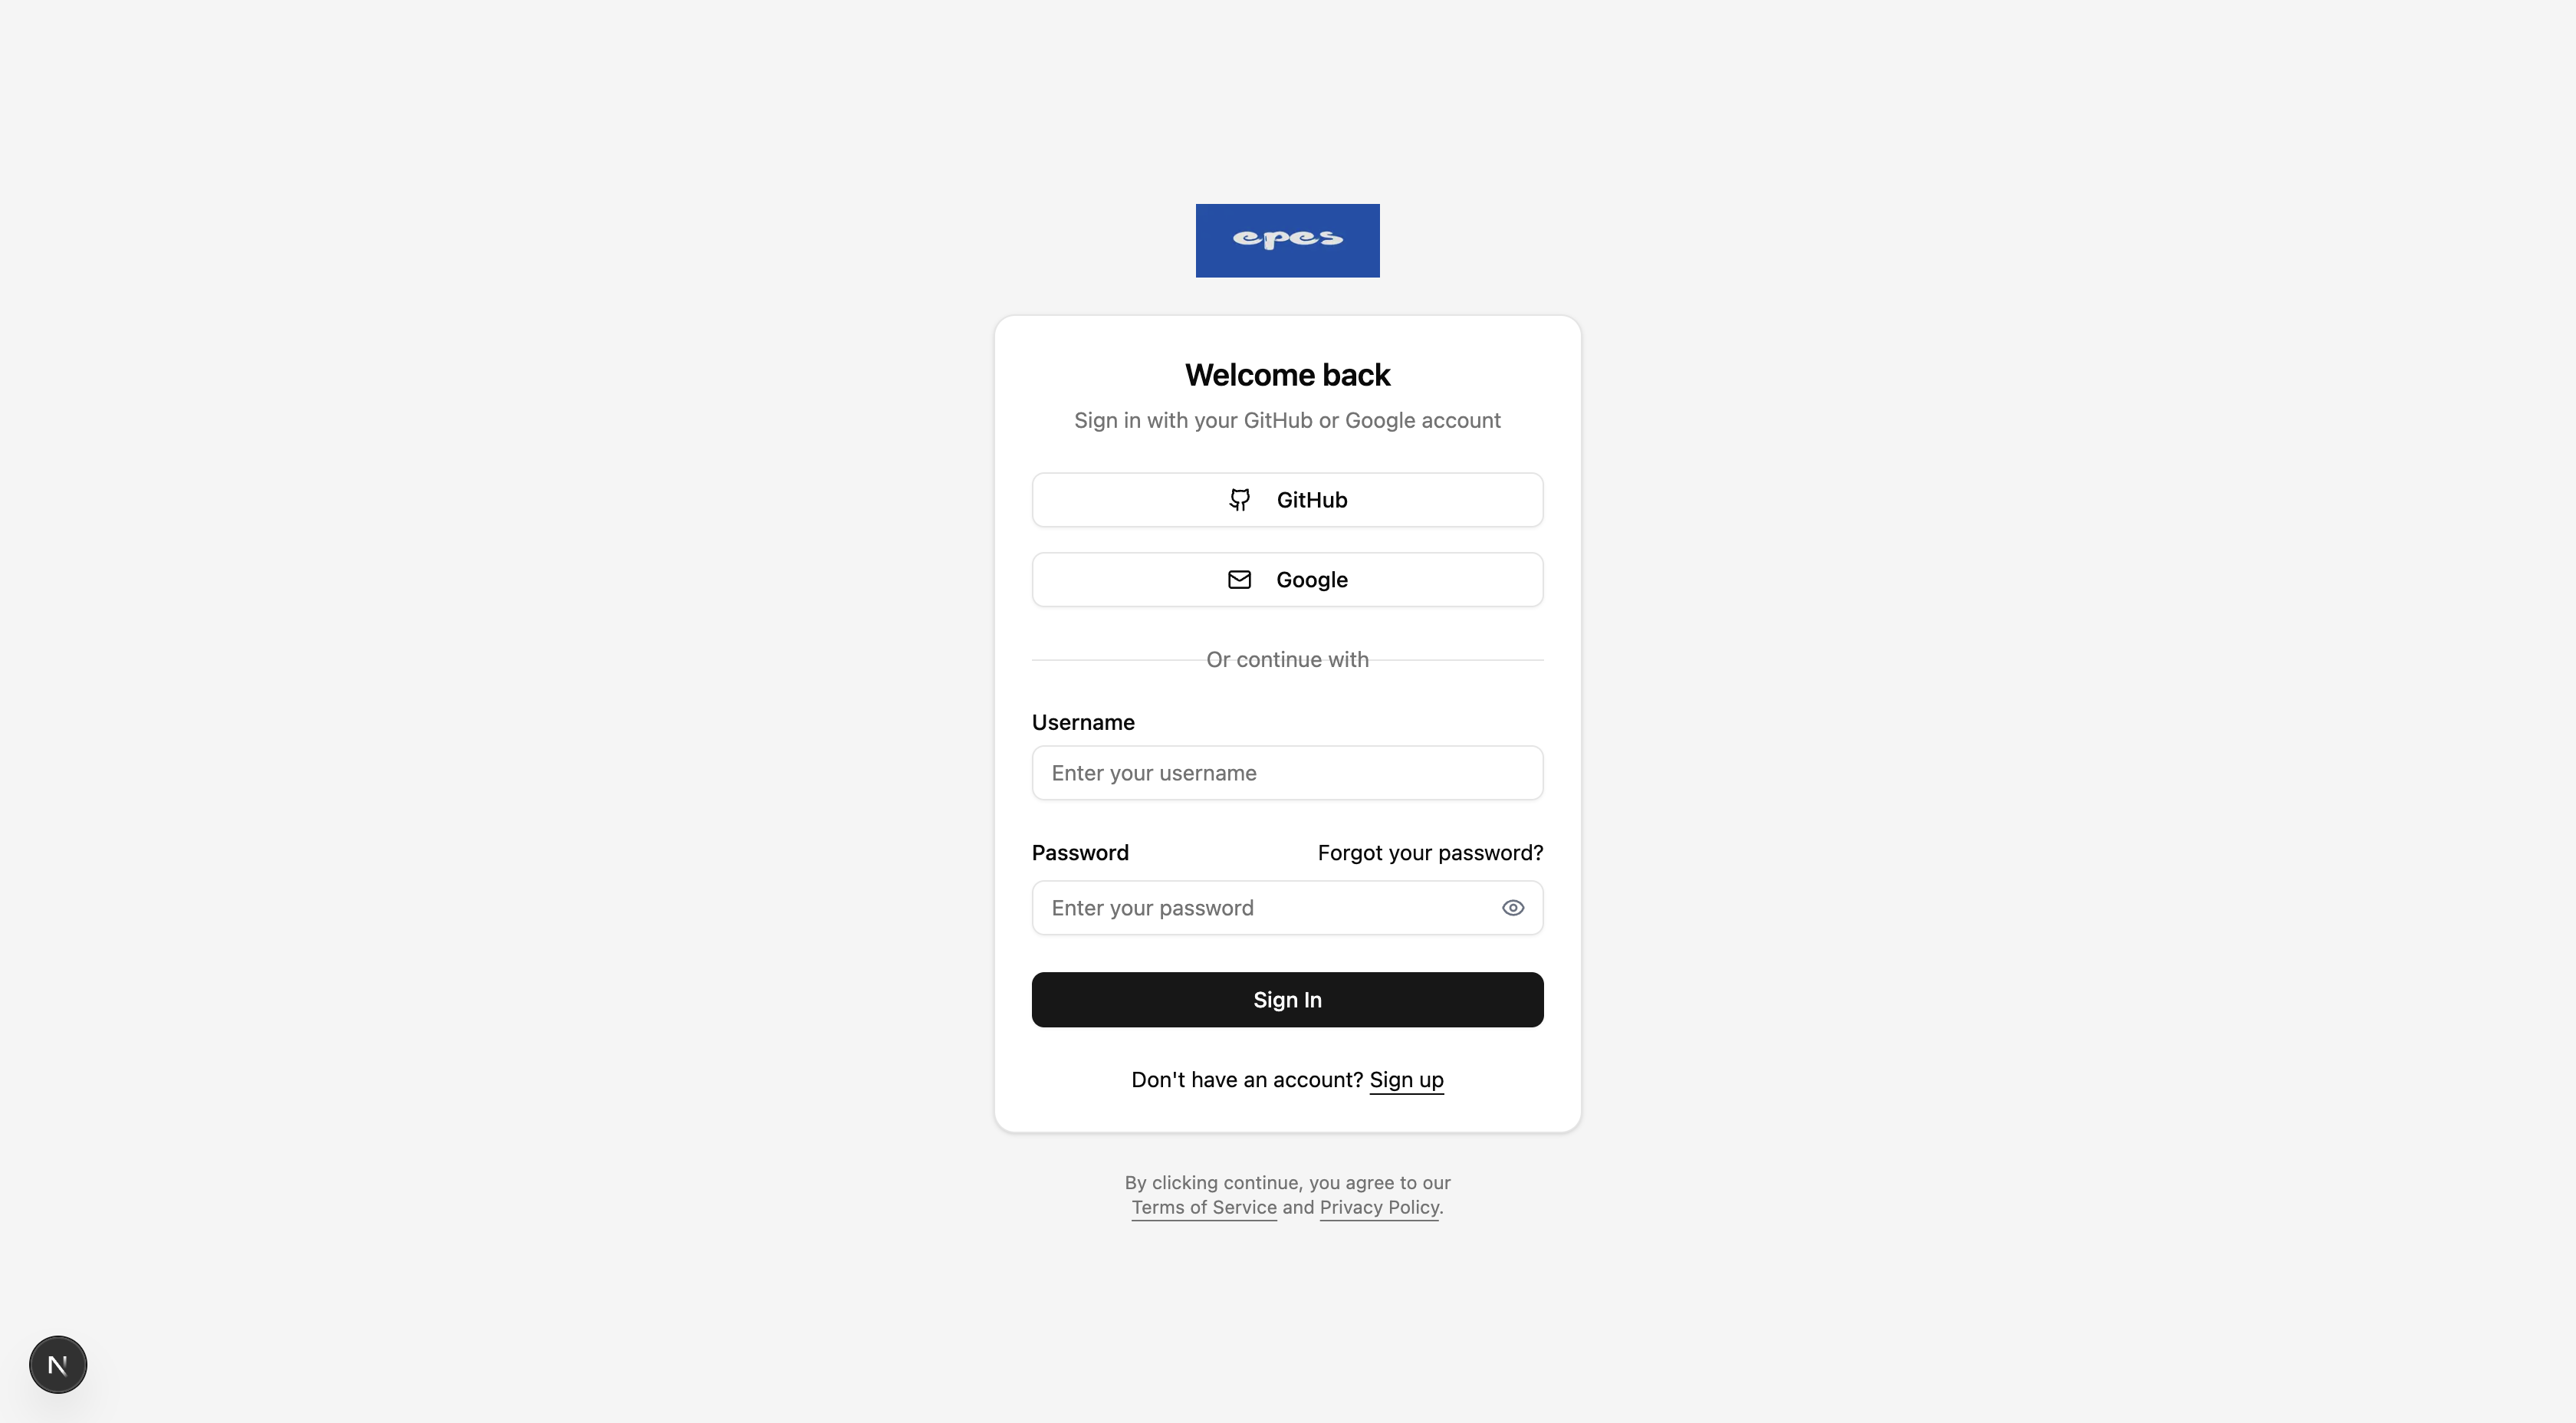 epes
Welcome back
Sign in with your GitHub or Google account
GitHub
Google
Or continue with
Username
Enter your username
Password
Forgot your password?
Enter your password
Sign In
Don't have an account? Sign up
By clicking continue, you agree to our
Terms of Service and Privacy Policy.
N